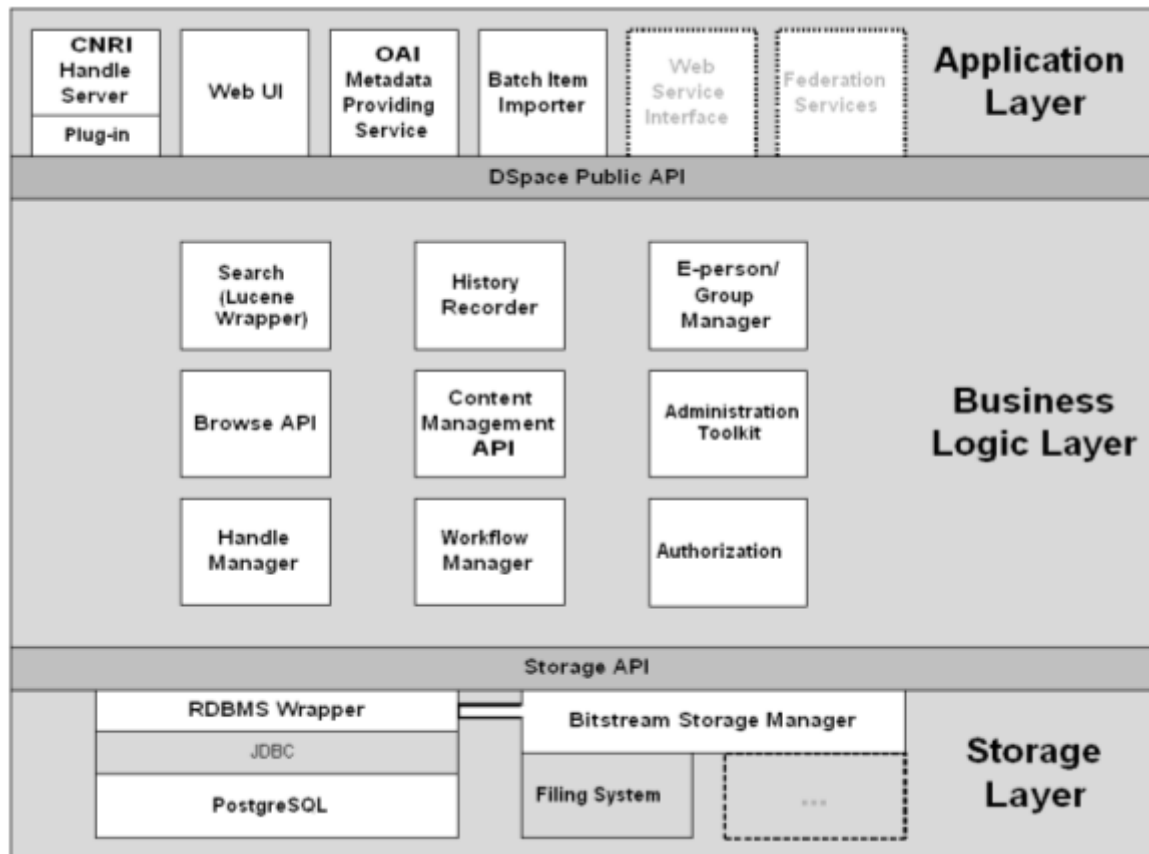 CNRI
Handle
Server
Plug-in
Web UI
OAI
Metadata
Providing
Service
Batch Item
Importer
Web
Service
Interface
Federation
Services
Application
Layer
DSpace Public API
Search
(Lucene
Wrapper)
History
Recorder
E-person/
Group
Manager
Browse API
Content
Management
API
Administration
Toolkit
Business
Logic Layer
Handle
Manager
Workflow
Manager
Authorization
Storage API
RDBMS Wrapper
JDBC
PostgreSQL
Bitstream Storage Manager
Filing System
...
Storage
Layer